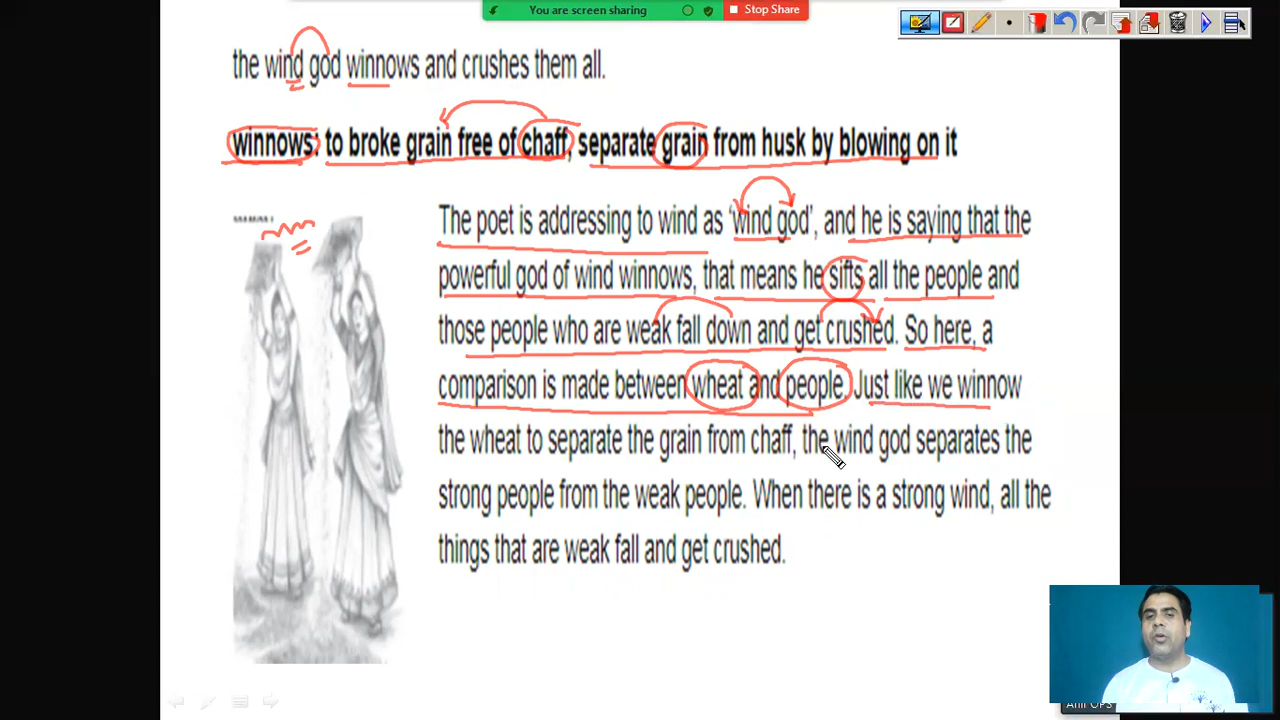 You are screen sharing
Stop Share
the wind god winnows and crushes them all.
winnows: to broke grain free of chaff, separate grain from husk by blowing on it
The poet is addressing to wind as ‘wind god’, and he is saying that the
powerful god of wind winnows, that means he sifts all the people and
those people who are weak fall down and get crushed. So here, a
comparison is made between wheat and people. Just like we winnow
the wheat to separate the grain from chaff, the wind god separates the
strong people from the weak people. When there is a strong wind, all the
things that are weak fall and get crushed.